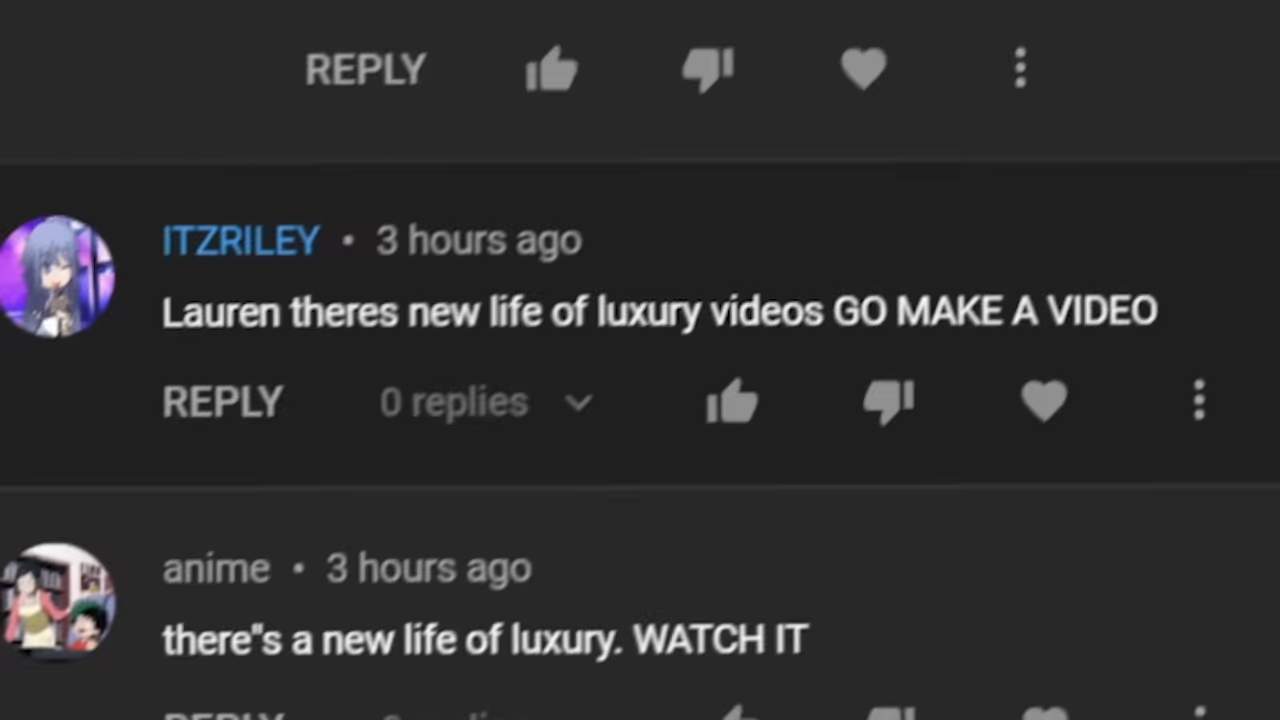 REPLY
ITZRILEY • 3 hours ago
Lauren theres new life of luxury videos GO MAKE A VIDEO
REPLY 0 replies
anime • 3 hours ago
there"s a new life of luxury. WATCH IT
REPLY